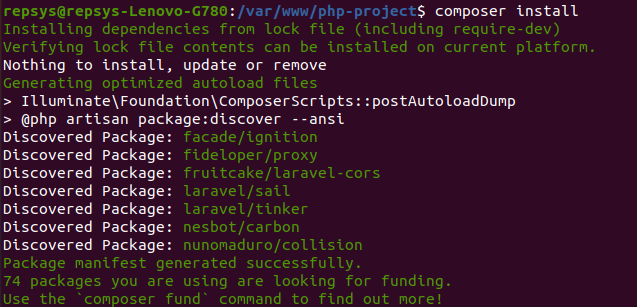 repsys@repsys-Lenovo-G780:/var/www/php-project$ composer install
Installing dependencies from lock file (including require-dev)
Verifying lock file contents can be installed on current platform.
Nothing to install, update or remove
Generating optimized autoload files
> Illuminate\Foundation\ComposerScripts::postAutoloadDump
> @php artisan package:discover --ansi
Discovered Package: facade/ignition
Discovered Package: fideloper/proxy
Discovered Package: fruitcake/laravel-cors
Discovered Package: laravel/sail
Discovered Package: laravel/tinker
Discovered Package: nesbot/carbon
Discovered Package: nunomaduro/collision
Package manifest generated successfully.
74 packages you are using are looking for funding.
Use the `composer fund` command to find out more!